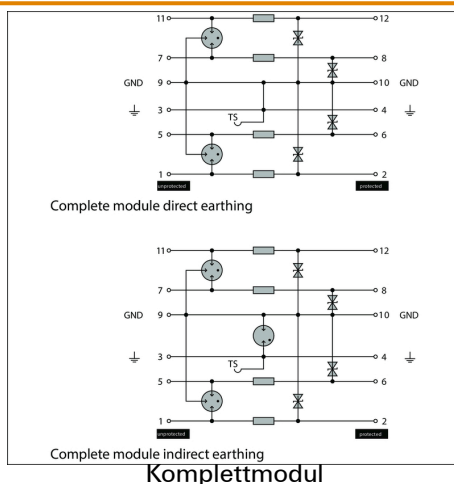 11 12
7 8
GND 9 10 GND
3 4
TS
5 6
1 2
unprotected protected
Complete module direct earthing
11 12
7 8
GND 9 10 GND
3 4
TS
5 6
1 2
unprotected protected
Complete module indirect earthing
Komplettmodul